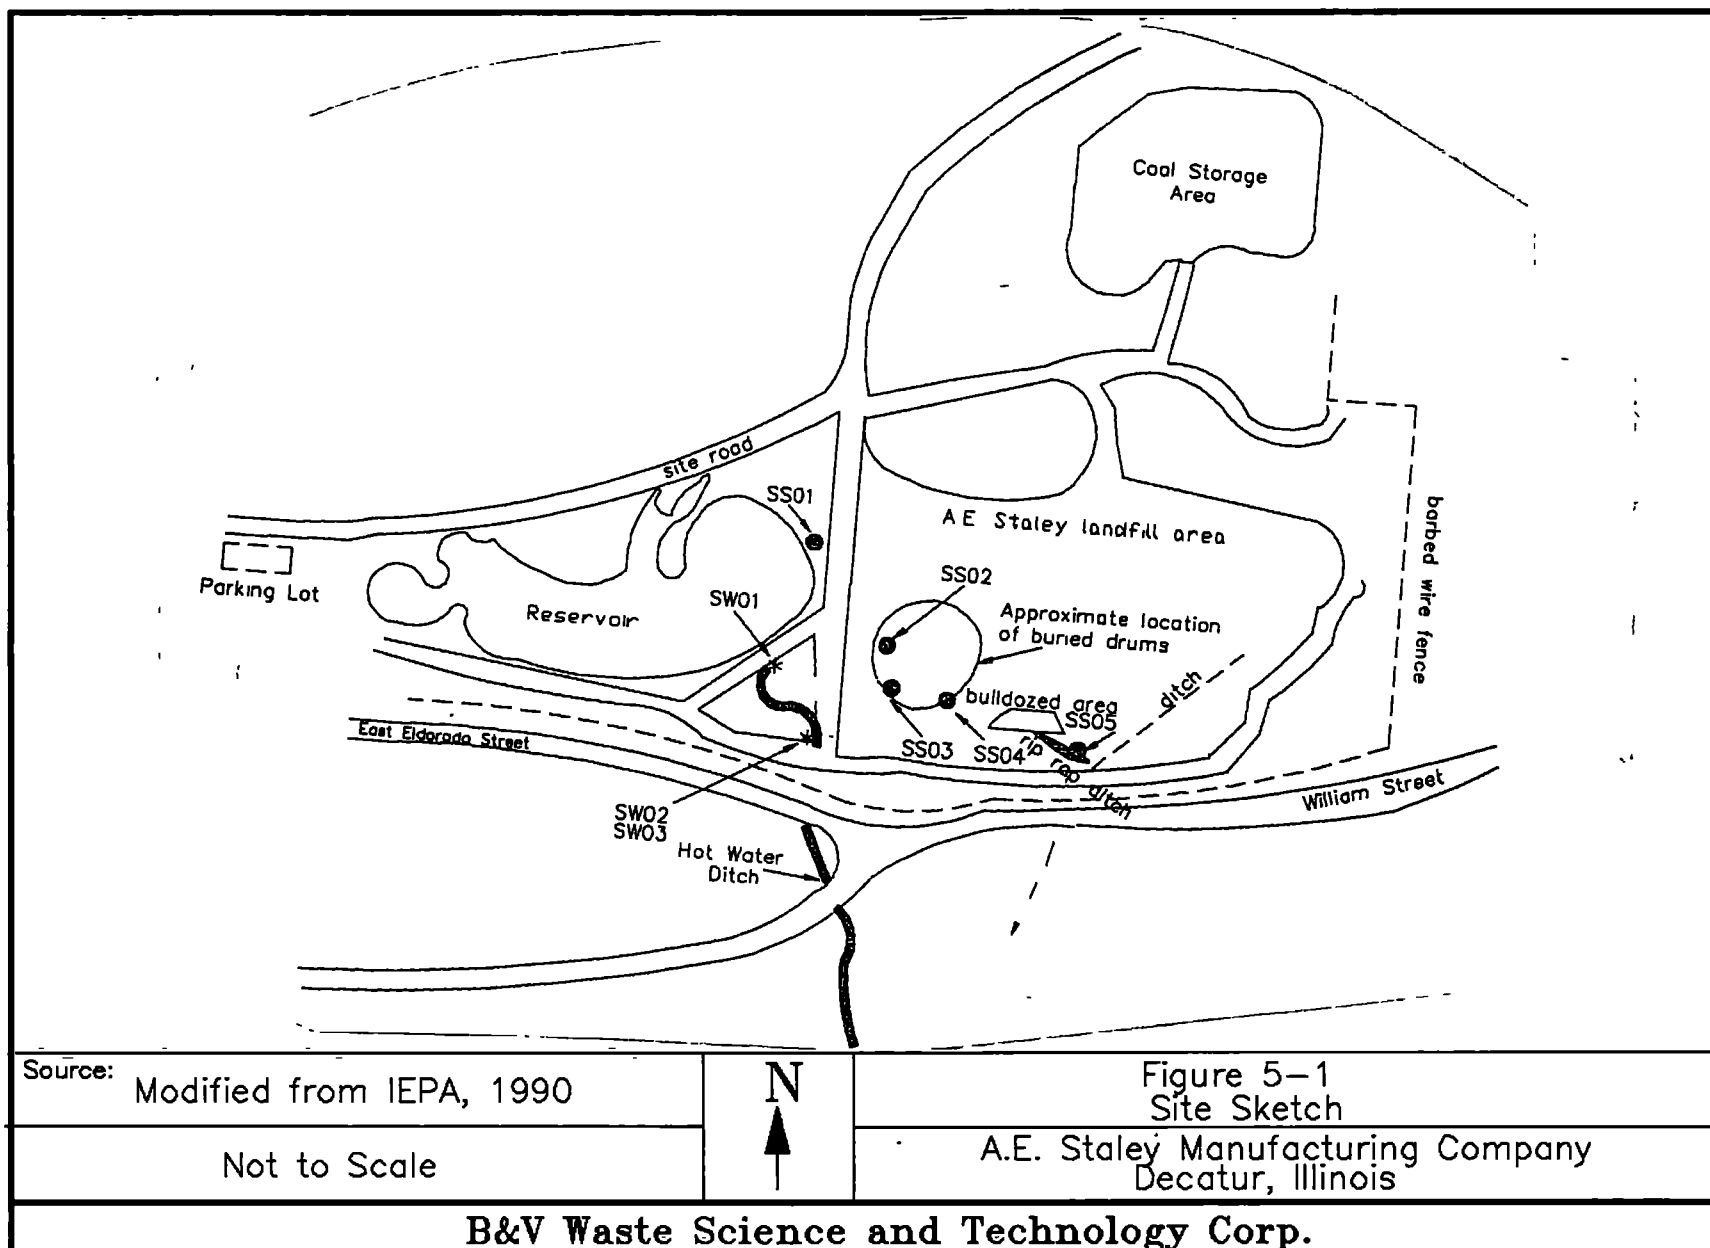 Coal Storage
Area
site road
SS01
A E Staley landfill area
barbed wire fence
Parking Lot
SS02
SW01
Reservoir
Approximate location
of buried drums
ditch
bulldozed area
SS05
East Eldorado Street
SS03
SS04
rip rap ditch
William Street
SW02
SW03
Hot Water
Ditch
Source:
Modified from IEPA, 1990
Not to Scale
N
Figure 5-1
Site Sketch
A.E. Staley Manufacturing Company
Decatur, Illinois
B&V Waste Science and Technology Corp.